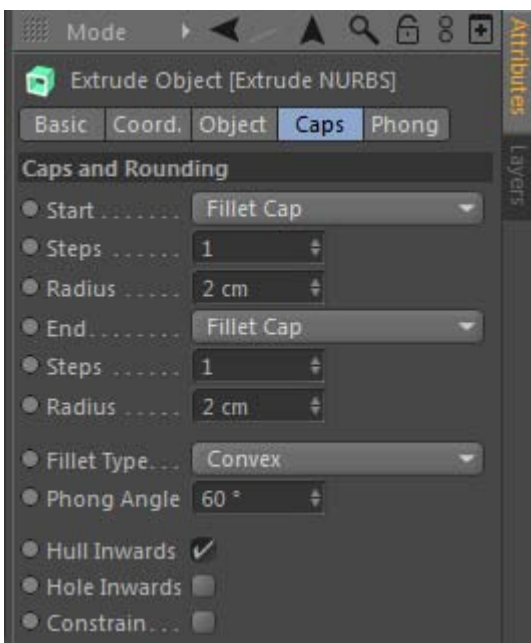 Mode
Extrude Object [Extrude NURBS]
Basic Coord. Object Caps Phong
Caps and Rounding
Start ....... Fillet Cap
Steps ...... 1
Radius ..... 2 cm
End........ Fillet Cap
Steps ...... 1
Radius ..... 2 cm
Fillet Type... Convex
Phong Angle 60 °
Hull Inwards
Hole Inwards
Constrain...
Attributes
Layers